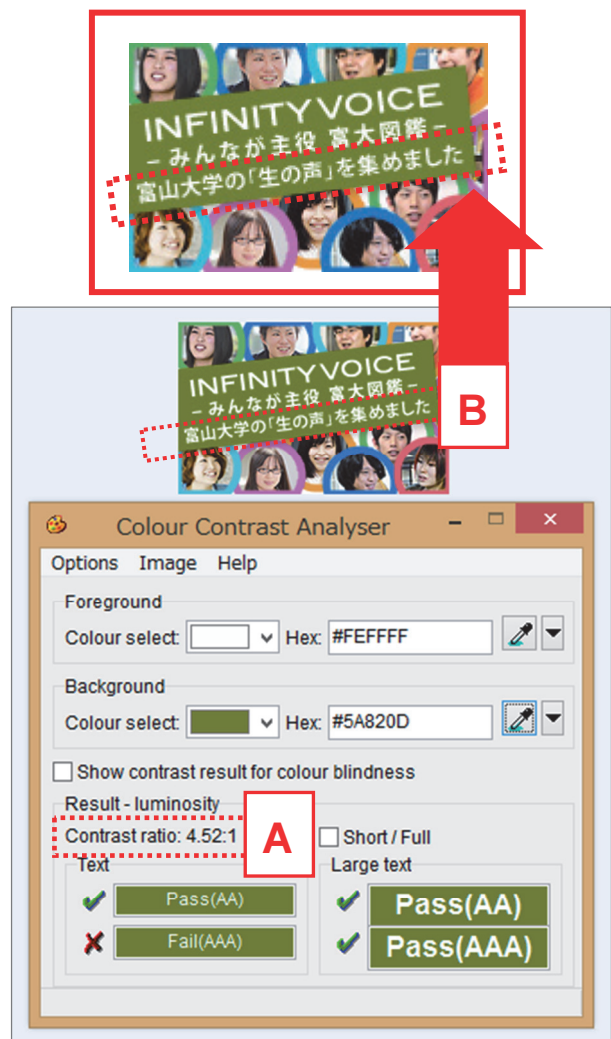 INFINITY VOICE
– みんなが主役 富大図鑑 –
富山大学の「生の声」を集めました
INFINITY VOICE
– みんなが主役 富大図鑑 –
富山大学の「生の声」を集めました
B
Colour Contrast Analyser
Options Image Help
Foreground
Colour select: Hex: #FEFFFF
Background
Colour select: Hex: #5A820D
Show contrast result for colour blindness
Result - luminosity
Contrast ratio: 4.52:1
A
Short / Full
Text
Pass(AA)
Fail(AAA)
Large text
Pass(AA)
Pass(AAA)